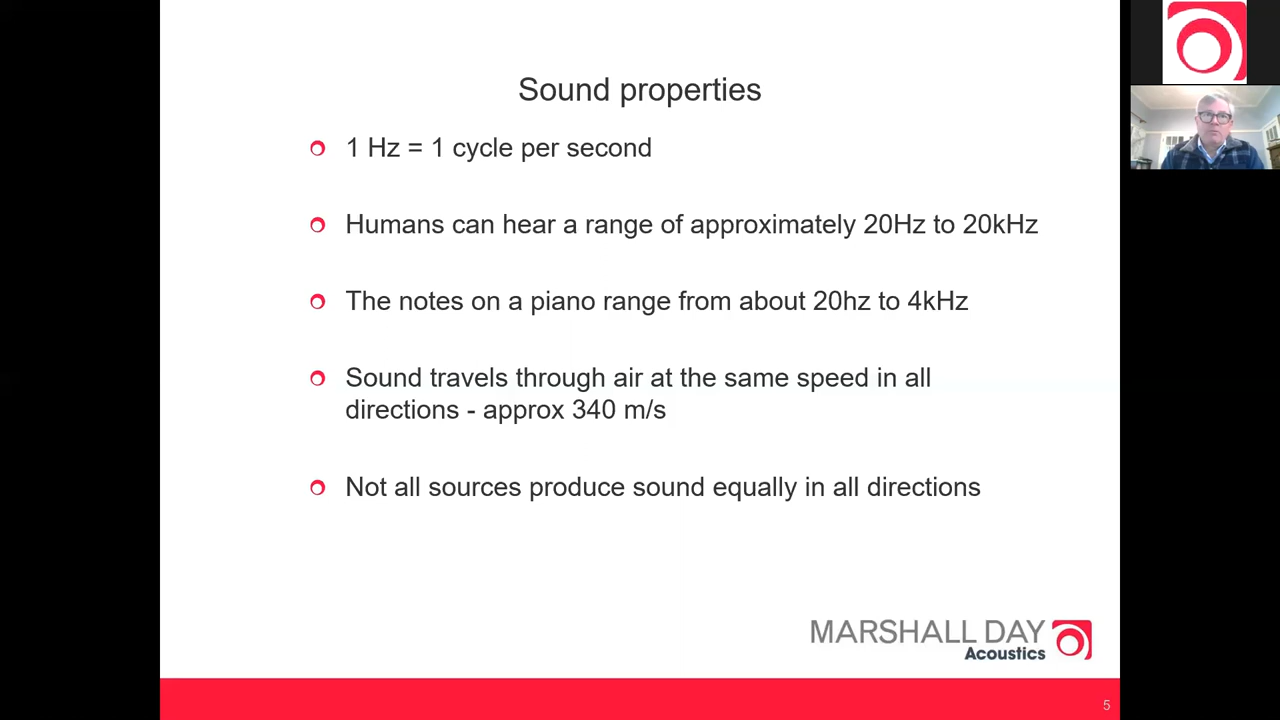 Sound properties
1 Hz = 1 cycle per second
Humans can hear a range of approximately 20Hz to 20kHz
The notes on a piano range from about 20hz to 4kHz
Sound travels through air at the same speed in all
directions - approx 340 m/s
Not all sources produce sound equally in all directions
MARSHALL DAY
Acoustics
5